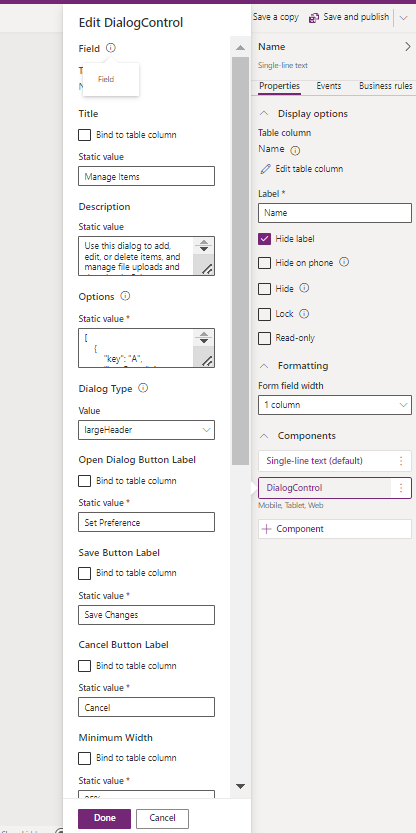 Edit DialogControl
Field
Field
Title
Bind to table column
Static value
Manage Items
Description
Static value
Use this dialog to add,
edit, or delete items, and
manage file uploads and
Options
Static value *
[
{
"key": "A",
Dialog Type
Value
largeHeader
Open Dialog Button Label
Bind to table column
Static value *
Set Preference
Save Button Label
Bind to table column
Static value *
Save Changes
Cancel Button Label
Bind to table column
Static value *
Cancel
Minimum Width
Bind to table column
Static value *
Done
Cancel
Save a copy
Save and publish
Name
Single-line text
Properties
Events
Business rules
Display options
Table column
Name
Edit table column
Label *
Name
Hide label
Hide on phone
Hide
Lock
Read-only
Formatting
Form field width
1 column
Components
Single-line text (default)
DialogControl
Mobile, Tablet, Web
+ Component